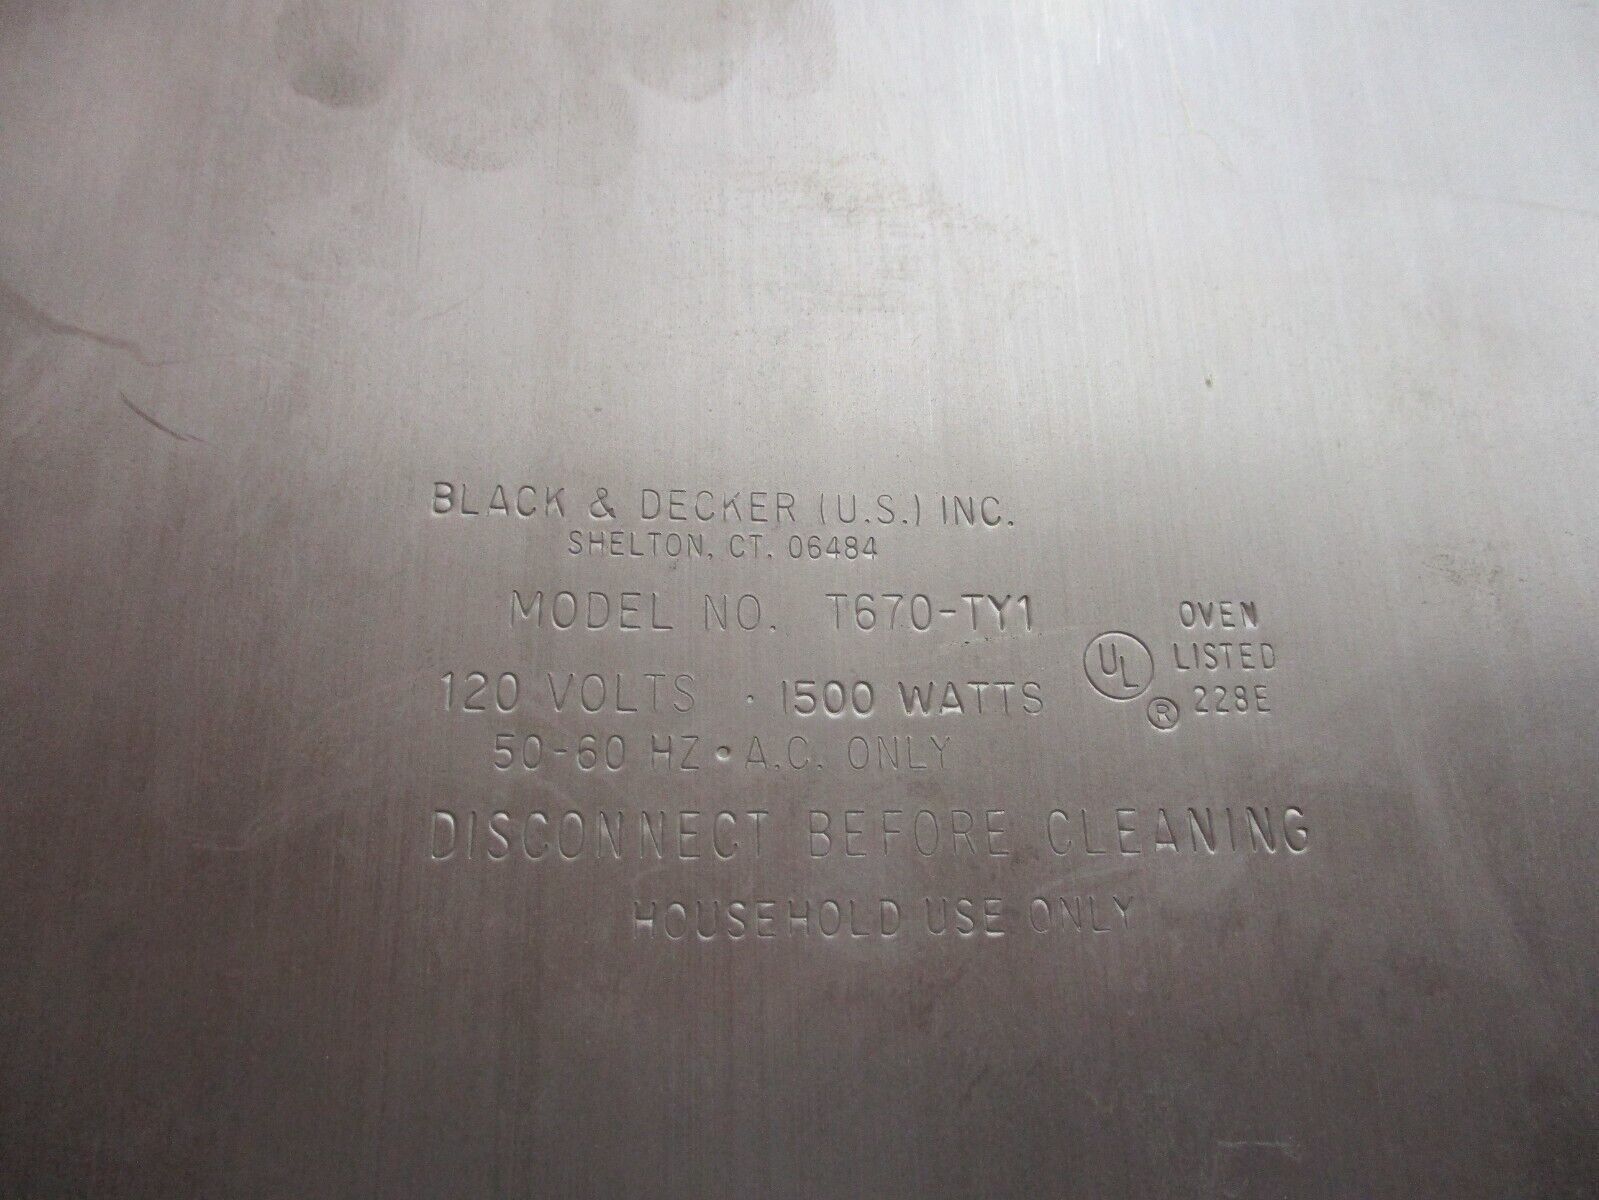 BLACK & DECKER (U.S.) INC.
SHELTON, CT. 06484
MODEL NO. T670-TY1
120 VOLTS · 1500 WATTS
50-60 HZ • A.C. ONLY
UL ®
OVEN
LISTED
228E
DISCONNECT BEFORE CLEANING
HOUSEHOLD USE ONLY